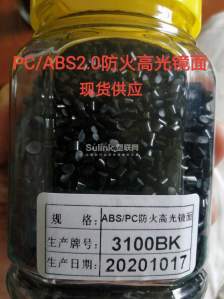 PC/ABS2.0防火高光镜面
现货供应
Sulink塑联网
规 格: ABS/PC防火高光镜面
生产牌号: 3100BK
生产日期: 20201017